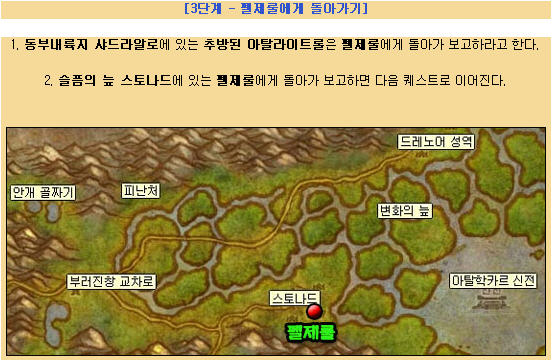 [3단계 - 펠제롤에게 돌아가기]
1. 동부내륙지 샤드라알로에 있는 추방된 아탈라이트롤은 펠제롤에게 돌아가 보고하라고 한다.
2. 슬픔의 늪 스토나드에 있는 펠제롤에게 돌아가 보고하면 다음 퀘스트로 이어진다.
드레노어 성역
안개 골짜기
피난처
변화의 늪
부러진창 교차로
아탈학카르 신전
스토나드
펠제롤